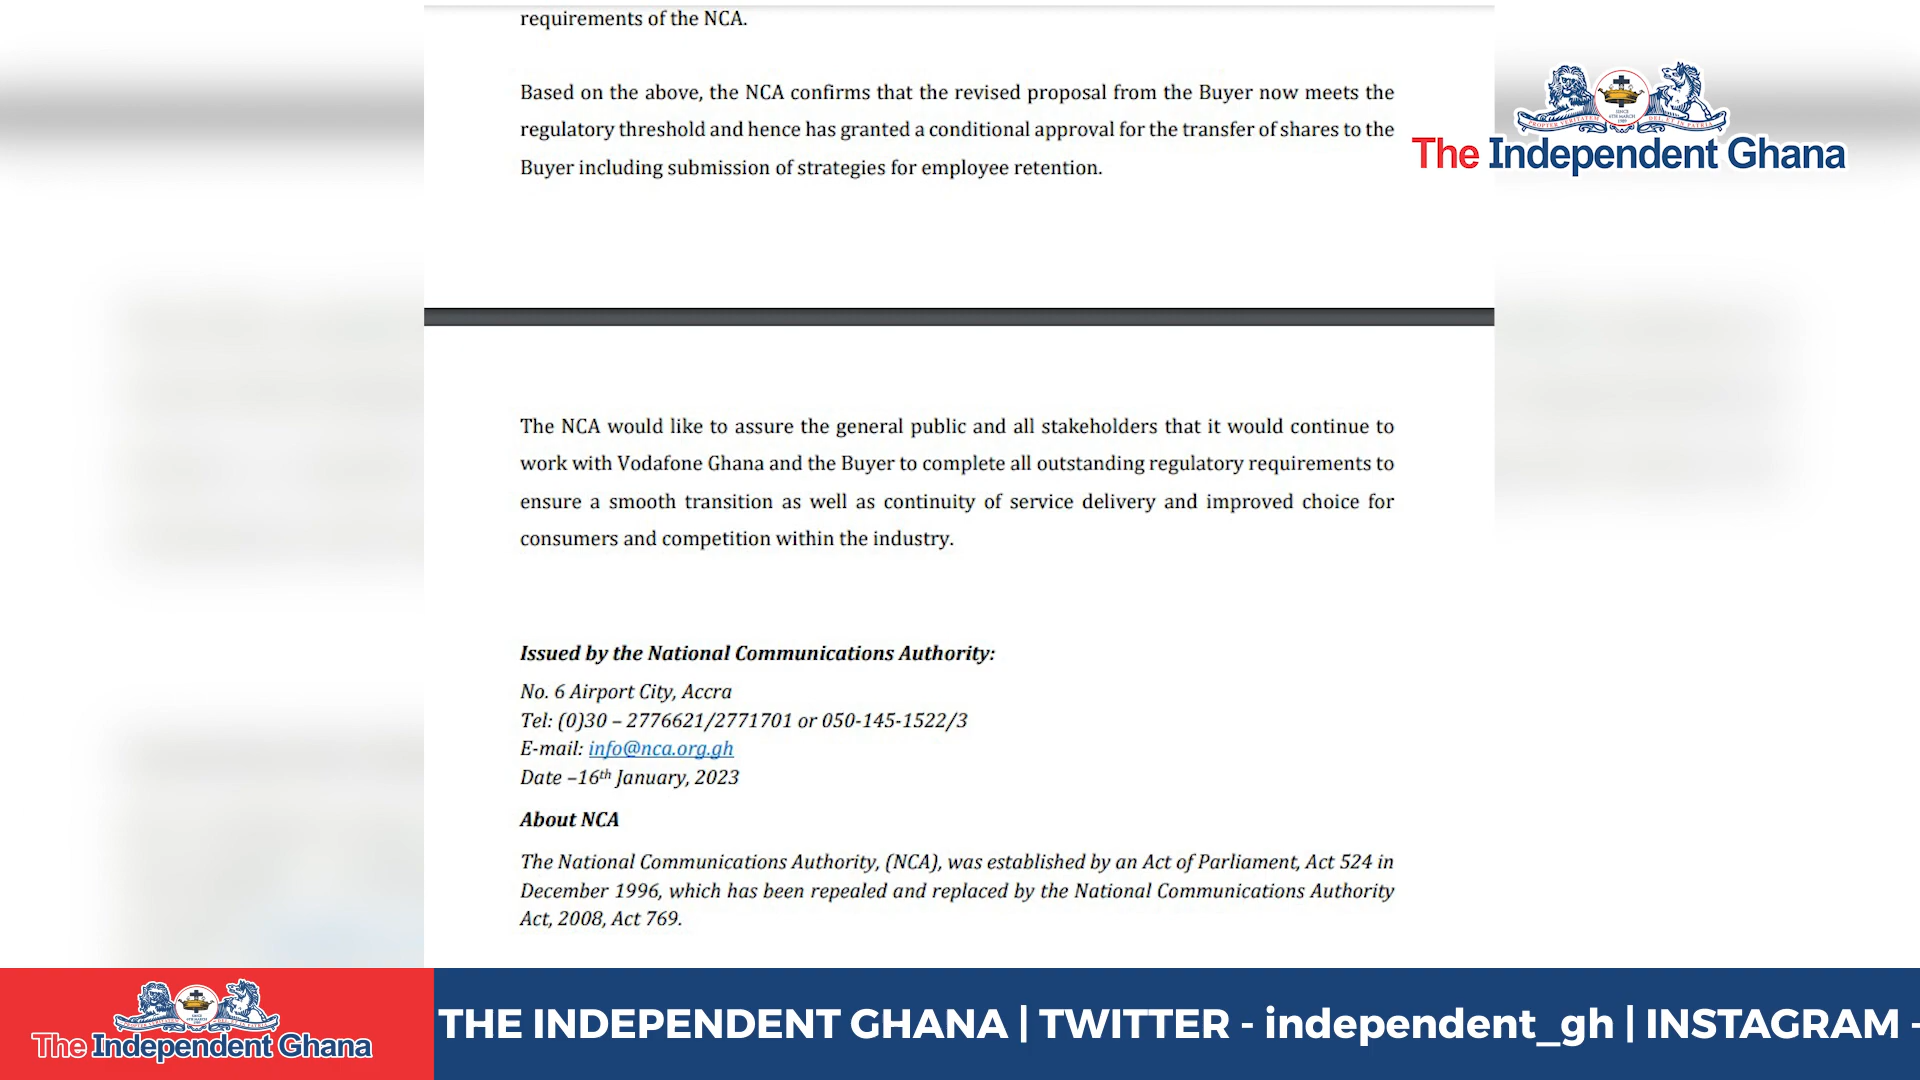 requirements of the NCA.
Based on the above, the NCA confirms that the revised proposal from the Buyer now meets the
regulatory threshold and hence has granted a conditional approval for the transfer of shares to the
Buyer including submission of strategies for employee retention.
The Independent Ghana
The NCA would like to assure the general public and all stakeholders that it would continue to
work with Vodafone Ghana and the Buyer to complete all outstanding regulatory requirements to
ensure a smooth transition as well as continuity of service delivery and improved choice for
consumers and competition within the industry.
Issued by the National Communications Authority:
No. 6 Airport City, Accra
Tel: (0)30 – 2776621/2771701 or 050-145-1522/3
E-mail: info@nca.org.gh
Date –16th January, 2023
About NCA
The National Communications Authority, (NCA), was established by an Act of Parliament, Act 524 in
December 1996, which has been repealed and replaced by the National Communications Authority
Act, 2008, Act 769.
The Independent Ghana
THE INDEPENDENT GHANA | TWITTER - independent_gh | INSTAGRAM -